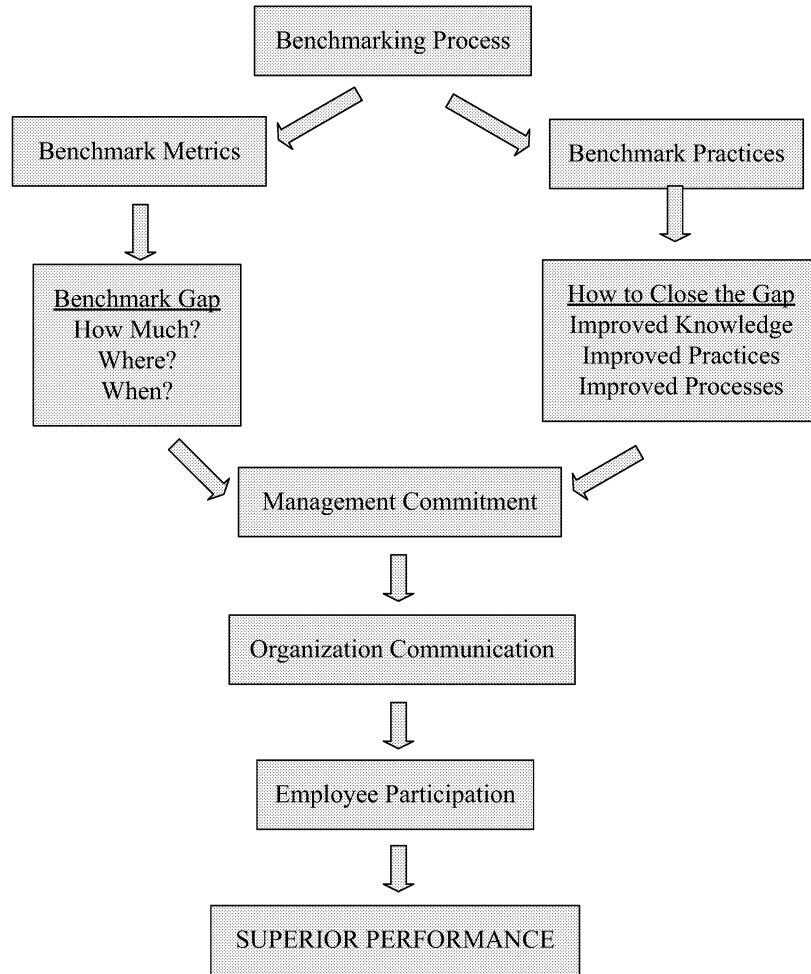 Benchmarking Process
Benchmark Metrics
Benchmark Practices
Benchmark Gap
How Much?
Where?
When?
How to Close the Gap
Improved Knowledge
Improved Practices
Improved Processes
Management Commitment
Organization Communication
Employee Participation
SUPERIOR PERFORMANCE